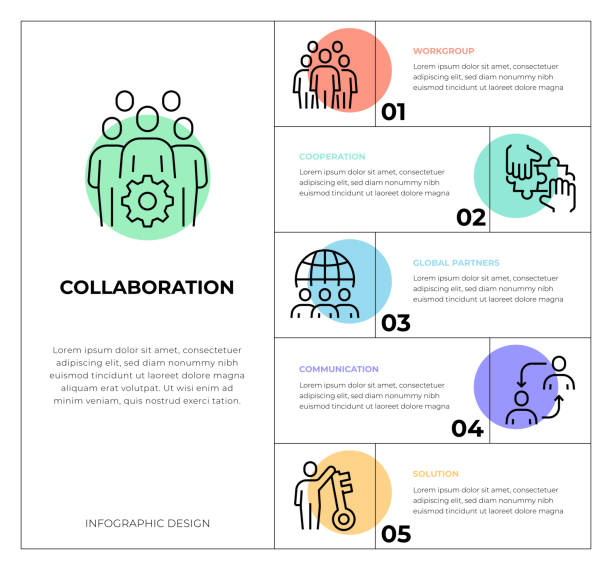 COLLABORATION
Lorem ipsum dolor sit amet,
consectetuer adipiscing elit, sed diam
nonummy nibh euismod tincidunt
aliquam erat volutpat. Ut wisi enim ad
minim veniam, quis nostrud exerci tation.
INFOGRAPHIC DESIGN
WORKGROUP
Lorem ipsum dolor sit amet, consectetuer
adipiscing elit, sed diam nonummy nibh
euismod tincidunt ut laoreet dolore magna
01
COOPERATION
Lorem ipsum dolor sit amet, consectetuer
adipiscing elit, sed diam nonummy nibh
euismod tincidunt ut laoreet dolore magna
02
GLOBAL PARTNERS
Lorem ipsum dolor sit amet, consectetuer
adipiscing elit, sed diam nonummy nibh
euismod tincidunt ut laoreet dolore magna
03
COMMUNICATION
Lorem ipsum dolor sit amet, consectetuer
adipiscing elit, sed diam nonummy nibh
euismod tincidunt ut laoreet dolore magna
04
SOLUTION
Lorem ipsum dolor sit amet, consectetuer
adipiscing elit, sed diam nonummy nibh
euismod tincidunt ut laoreet dolore magna
05